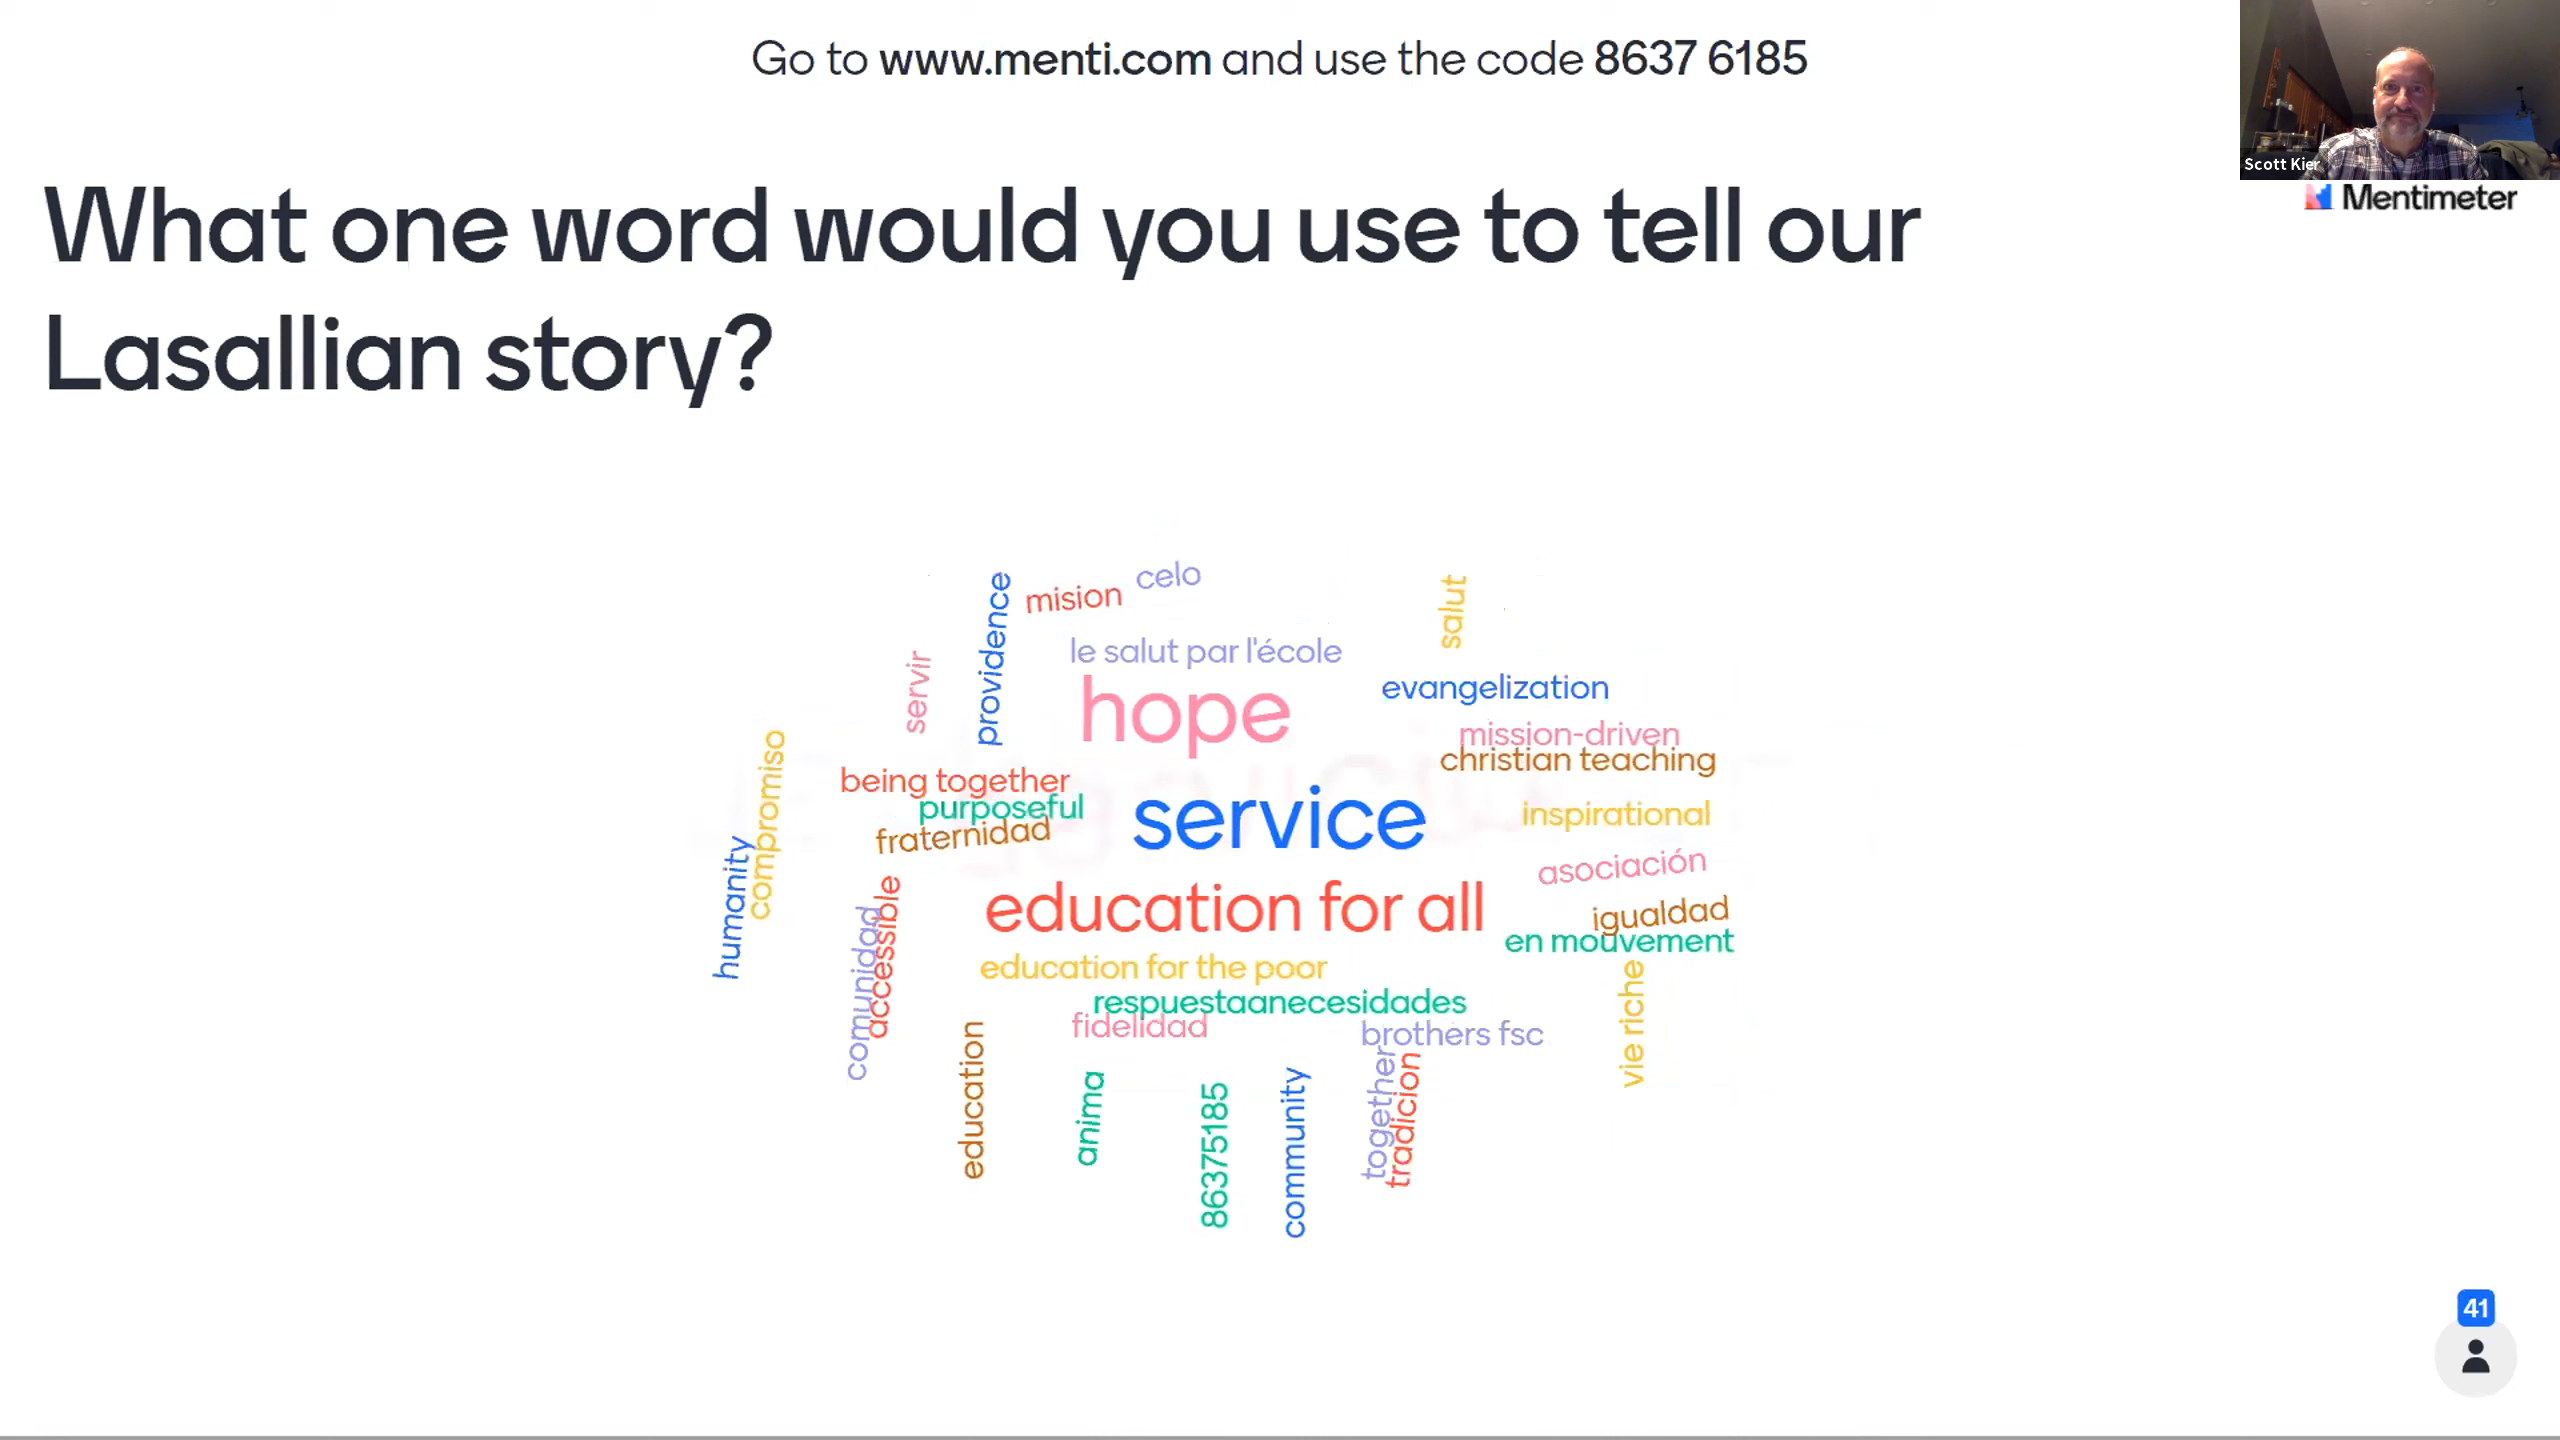 Go to www.menti.com and use the code 8637 6185
Scott Kier
Mentimeter
What one word would you use to tell our
Lasallian story?
celo
mision
providence
salut
le salut par l'école
servir
hope
evangelization
mission-driven
christian teaching
compromiso
being together
purposeful
fraternidad
service
inspirational
humanity
asociación
comunidad
accessible
education for all
igualdad
en mouvement
education for the poor
vie riche
respuestaanecesidades
fidelidad
brothers fsc
education
anima
86375185
community
together
tradicion
41